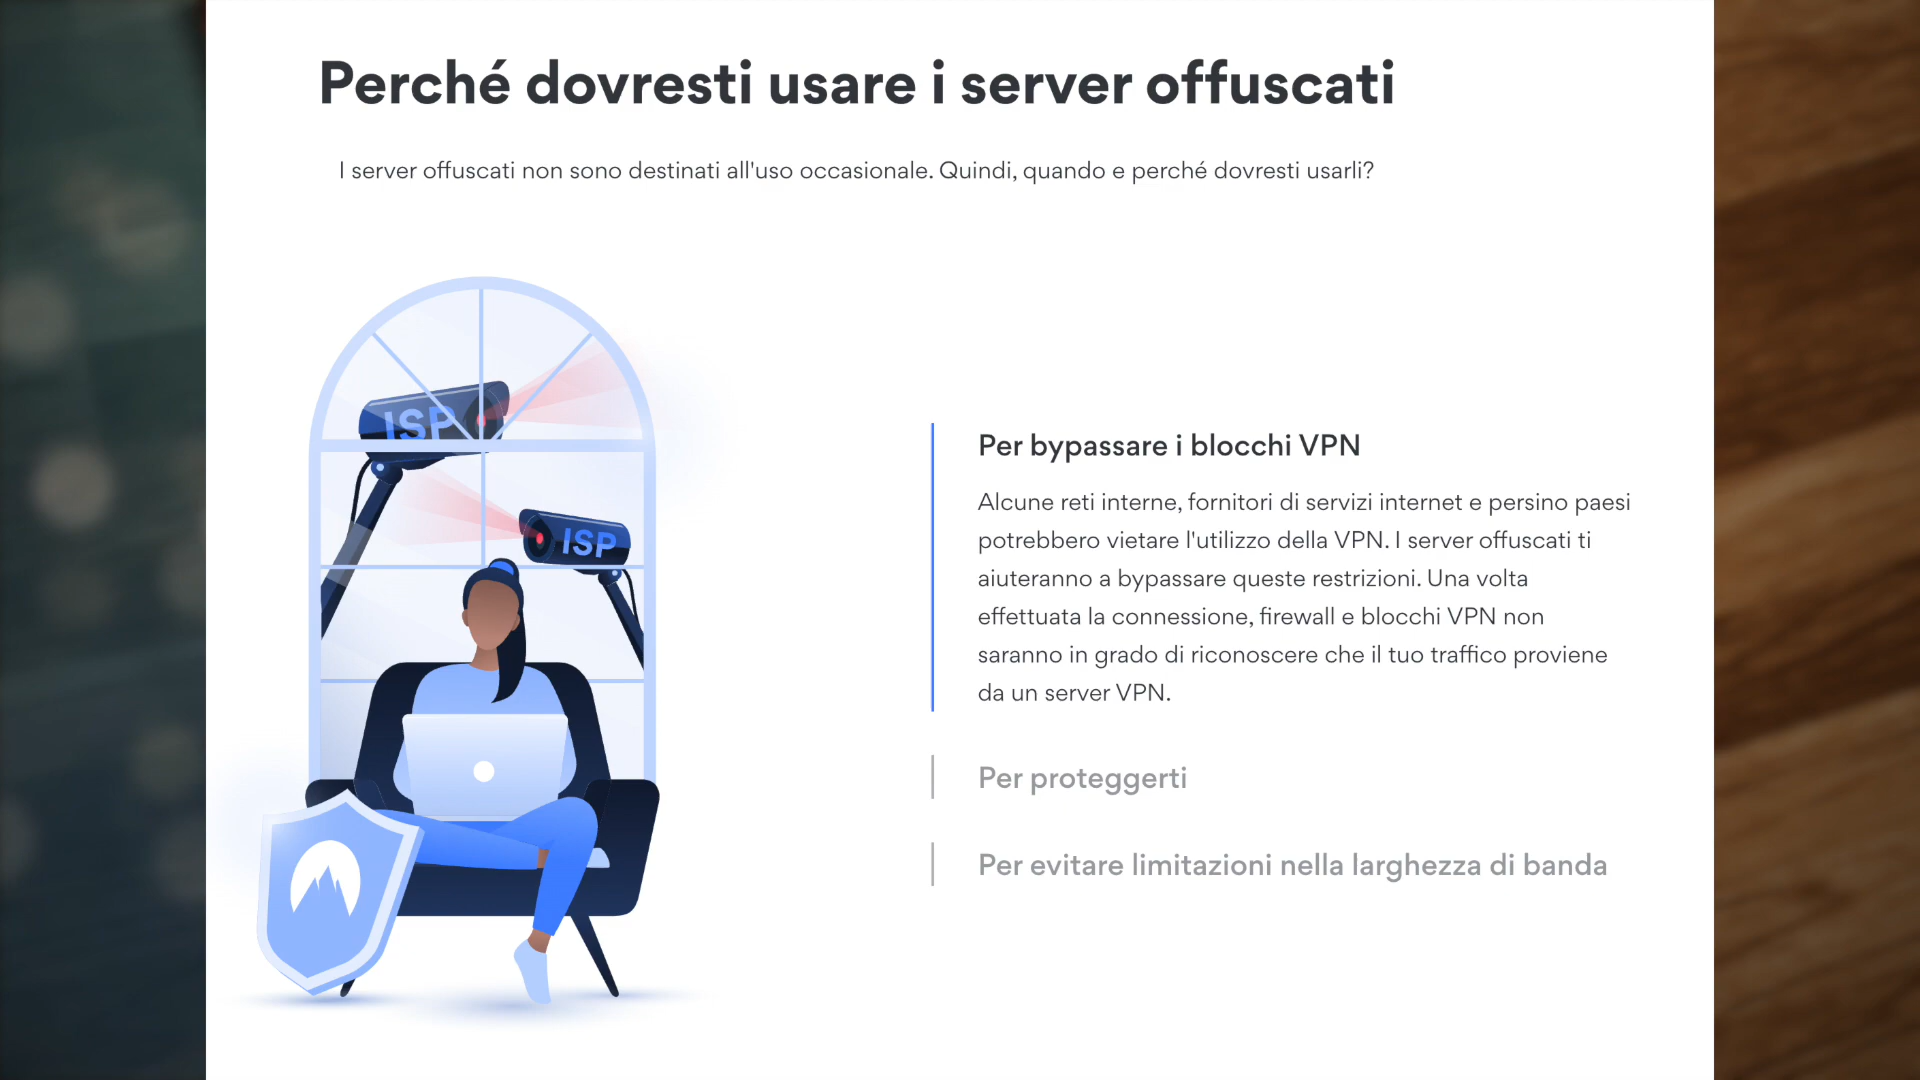 Perché dovresti usare i server offuscati
I server offuscati non sono destinati all'uso occasionale. Quindi, quando e perché dovresti usarli?
ISP
ISP
Per bypassare i blocchi VPN
Alcune reti interne, fornitori di servizi internet e persino paesi
potrebbero vietare l'utilizzo della VPN. I server offuscati ti
aiuteranno a bypassare queste restrizioni. Una volta
effettuata la connessione, firewall e blocchi VPN non
saranno in grado di riconoscere che il tuo traffico proviene
da un server VPN.
Per proteggerti
Per evitare limitazioni nella larghezza di banda